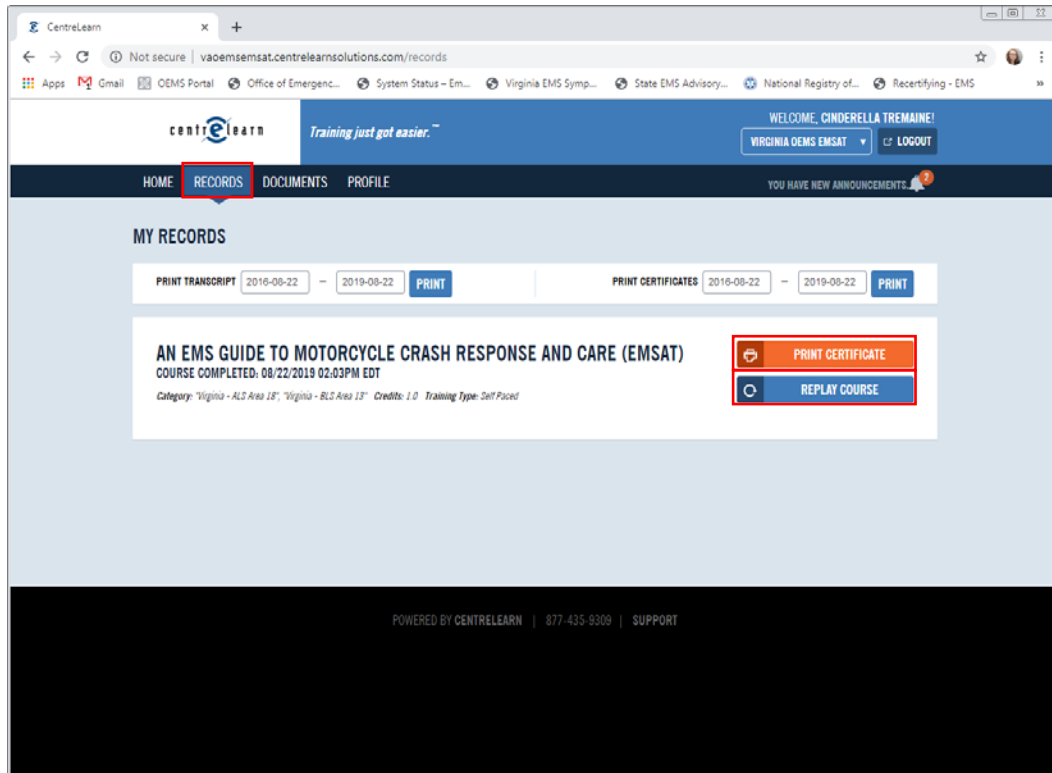 CentreLearn
Not secure | vaoemsemsat.centrelearnsolutions.com/records
Apps Gmail OEMS Portal Office of Emergenc... System Status – Em... Virginia EMS Symp... State EMS Advisory... National Registry of... Recertifying - EMS »
centrelearn
Training just got easier.™
WELCOME, CINDERELLA TREMAINE!
VIRGINIA OEMS EMSAT ▾ LOGOUT
HOME RECORDS DOCUMENTS PROFILE
YOU HAVE NEW ANNOUNCEMENTS. 2
MY RECORDS
PRINT TRANSCRIPT 2016-08-22 – 2019-08-22 PRINT
PRINT CERTIFICATES 2016-08-22 – 2019-08-22 PRINT
AN EMS GUIDE TO MOTORCYCLE CRASH RESPONSE AND CARE (EMSAT)
COURSE COMPLETED: 08/22/2019 02:03PM EDT
Category: "Virginia - ALS Area 18", "Virginia - BLS Area 13" Credits: 1.0 Training Type: Self Paced
PRINT CERTIFICATE
REPLAY COURSE
POWERED BY CENTRELEARN | 877-435-9309 | SUPPORT